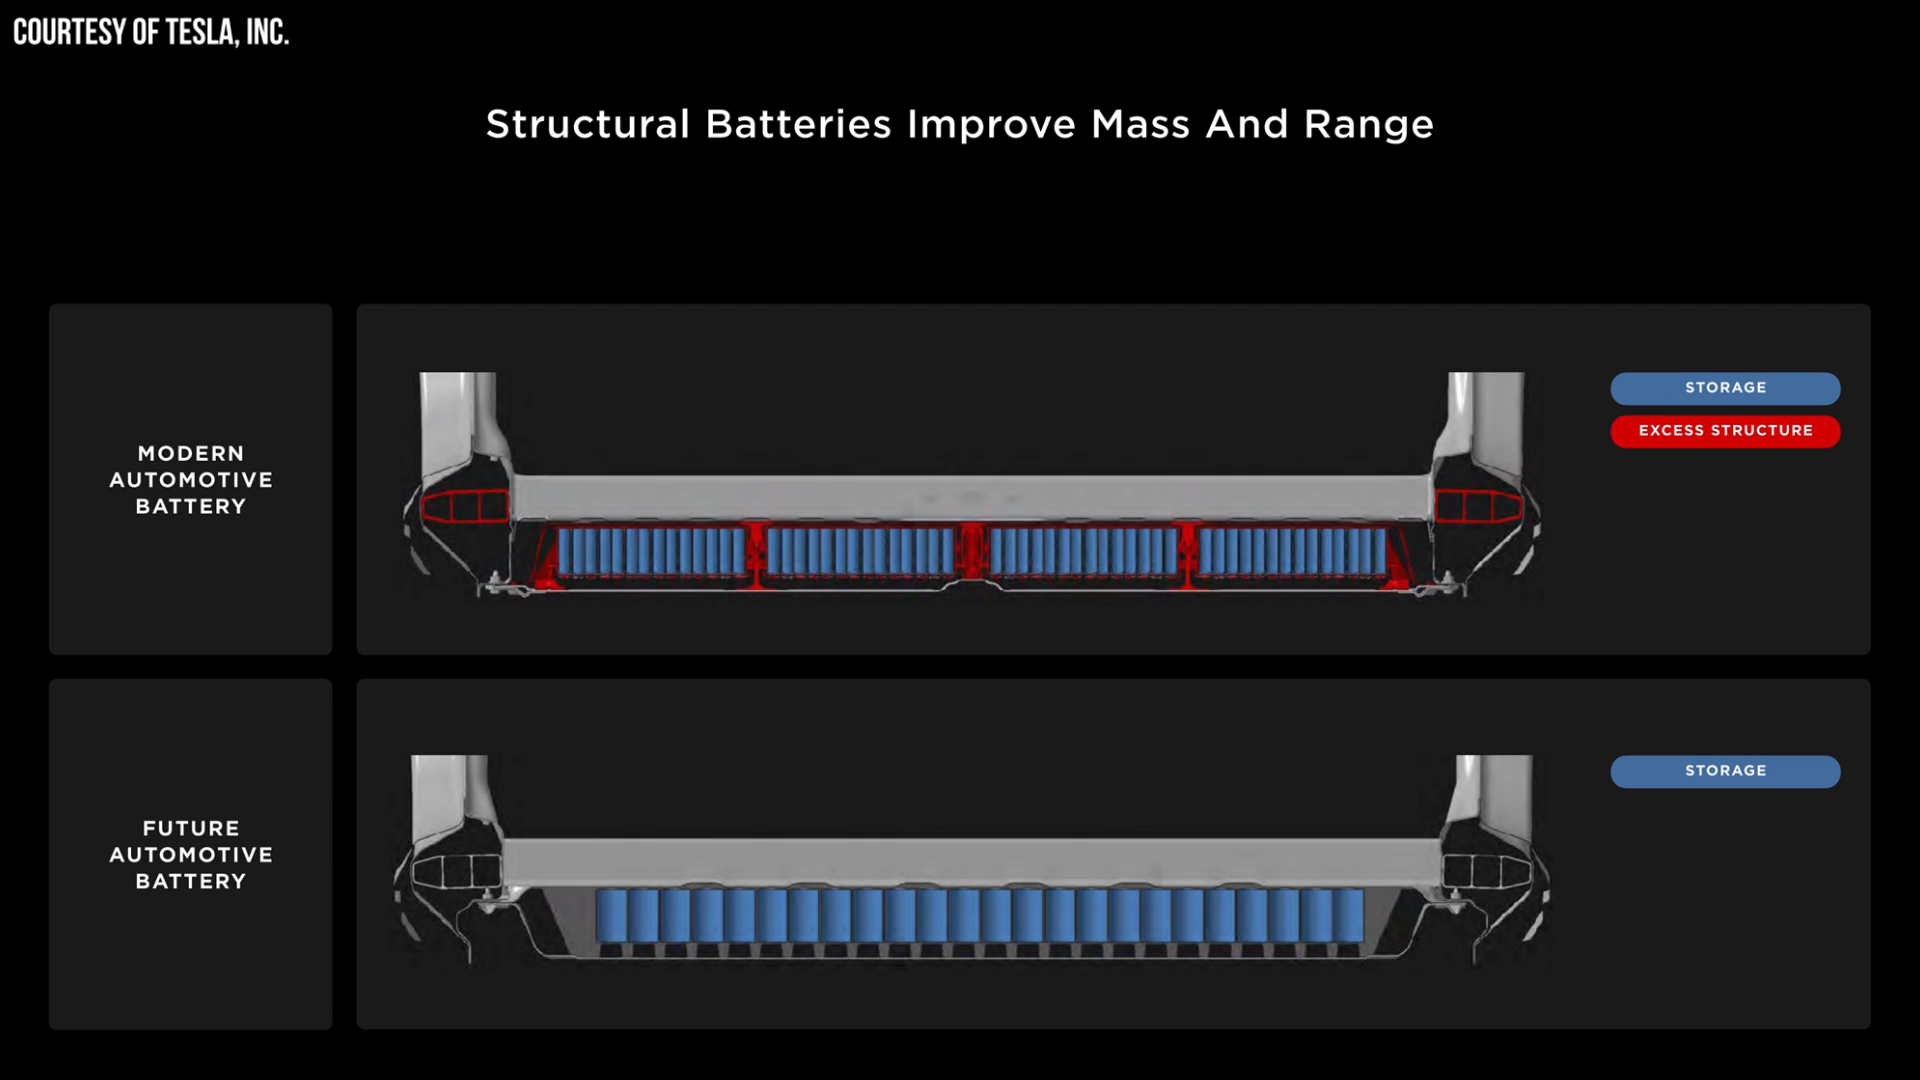 COURTESY OF TESLA, INC.
Structural Batteries Improve Mass And Range
MODERN
AUTOMOTIVE
BATTERY
STORAGE
EXCESS STRUCTURE
FUTURE
AUTOMOTIVE
BATTERY
STORAGE